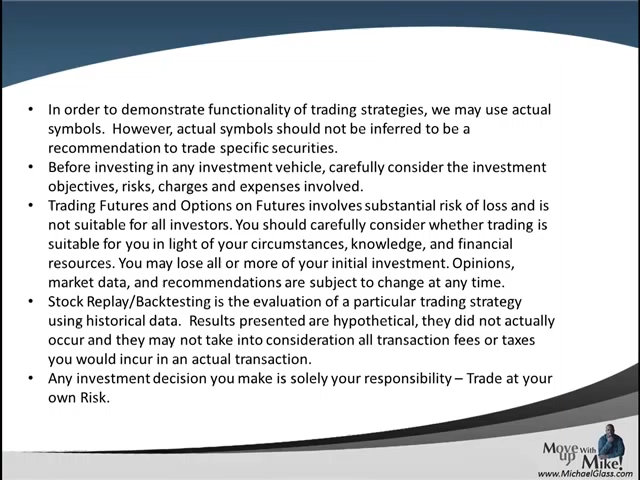 • In order to demonstrate functionality of trading strategies, we may use actual
symbols.  However, actual symbols should not be inferred to be a
recommendation to trade specific securities.
• Before investing in any investment vehicle, carefully consider the investment
objectives, risks, charges and expenses involved.
• Trading Futures and Options on Futures involves substantial risk of loss and is
not suitable for all investors. You should carefully consider whether trading is
suitable for you in light of your circumstances, knowledge, and financial
resources. You may lose all or more of your initial investment. Opinions,
market data, and recommendations are subject to change at any time.
• Stock Replay/Backtesting is the evaluation of a particular trading strategy
using historical data.  Results presented are hypothetical, they did not actually
occur and they may not take into consideration all transaction fees or taxes
you would incur in an actual transaction.
• Any investment decision you make is solely your responsibility – Trade at your
own Risk.
Move up With Mike!
www.MichaelGlass.com